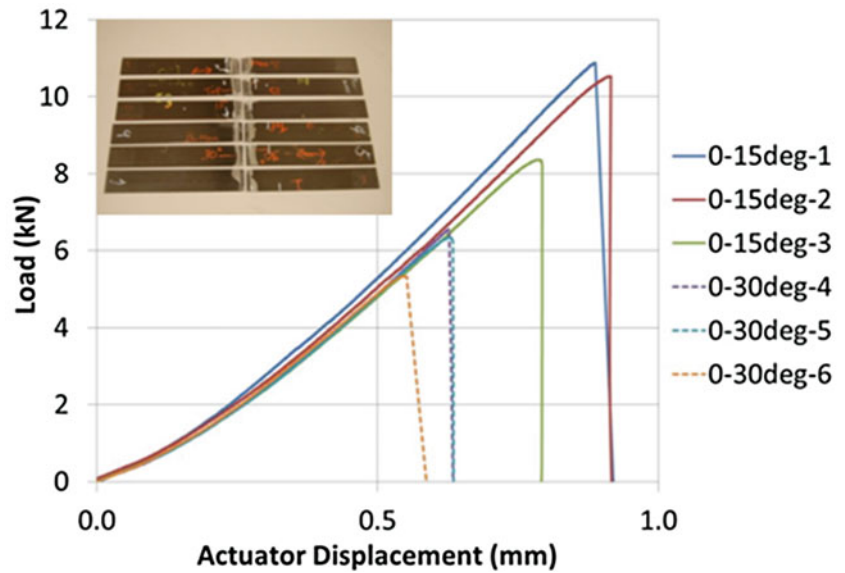 12
10
8
6
4
2
0
Load (kN)
0.0 0.5 1.0
Actuator Displacement (mm)
0-15deg-1
0-15deg-2
0-15deg-3
0-30deg-4
0-30deg-5
0-30deg-6